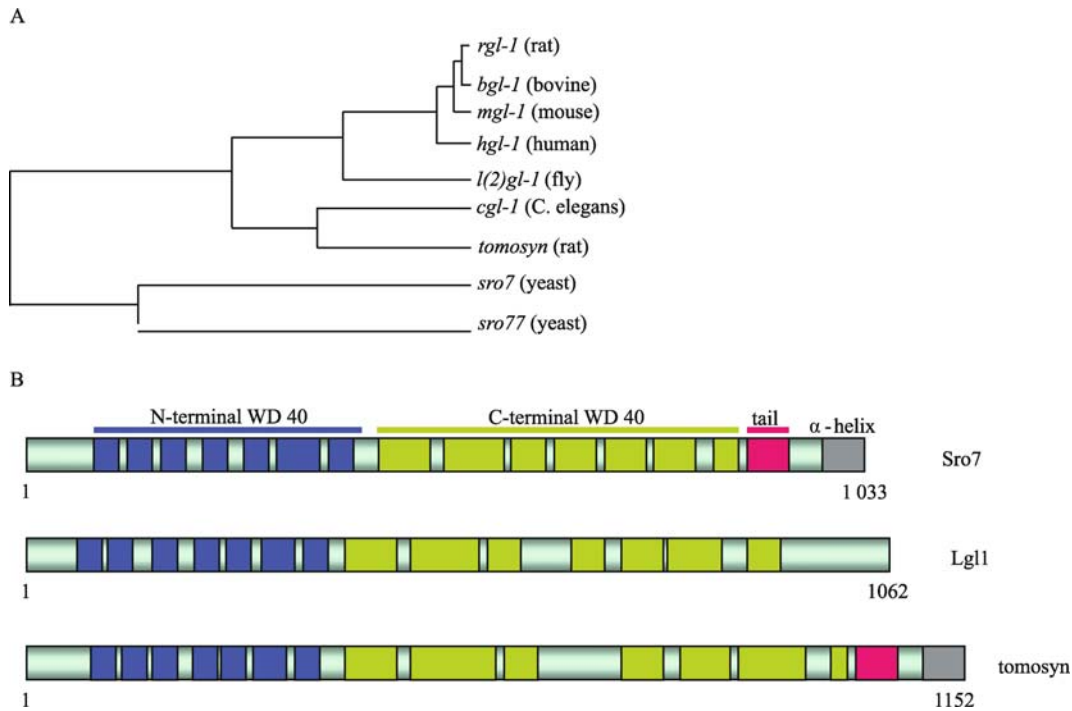 A
rgl-1 (rat)
bgl-1 (bovine)
mgl-1 (mouse)
hgl-1 (human)
l(2)gl-1 (fly)
cgl-1 (C. elegans)
tomosyn (rat)
sro7 (yeast)
sro77 (yeast)
B
N-terminal WD 40
C-terminal WD 40
tail
α-helix
Sro7
1
1 033
Lgl1
1
1062
tomosyn
1
1152